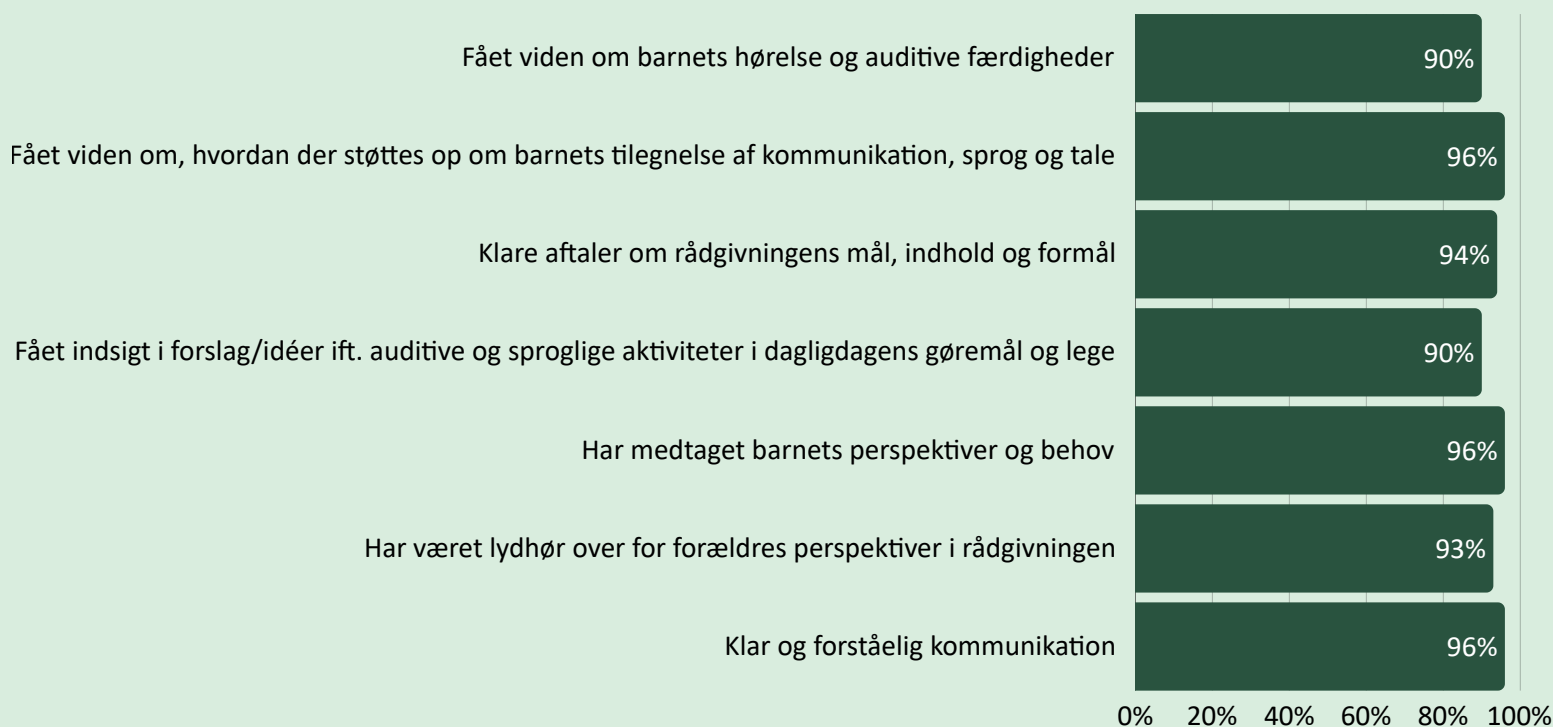 Fået viden om barnets hørelse og auditive færdigheder 90%
Fået viden om, hvordan der støttes op om barnets tilegnelse af kommunikation, sprog og tale 96%
Klare aftaler om rådgivningens mål, indhold og formål 94%
Fået indsigt i forslag/idéer ift. auditive og sproglige aktiviteter i dagligdagens gøremål og lege 90%
Har medtaget barnets perspektiver og behov 96%
Har været lydhør over for forældres perspektiver i rådgivningen 93%
Klar og forståelig kommunikation 96%
0% 20% 40% 60% 80% 100%